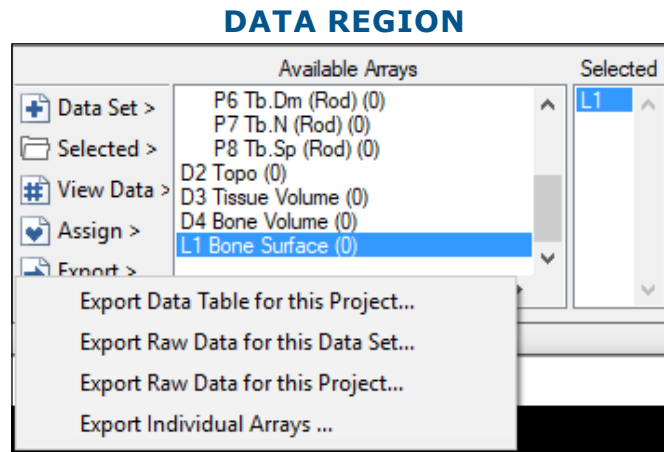 DATA REGION
Available Arrays
Selected
Data Set >
Selected >
View Data >
Assign >
Export >
P6 Tb.Dm (Rod) (0)
P7 Tb.N (Rod) (0)
P8 Tb.Sp (Rod) (0)
D2 Topo (0)
D3 Tissue Volume (0)
D4 Bone Volume (0)
L1 Bone Surface (0)
L1
Export Data Table for this Project...
Export Raw Data for this Data Set...
Export Raw Data for this Project...
Export Individual Arrays ...